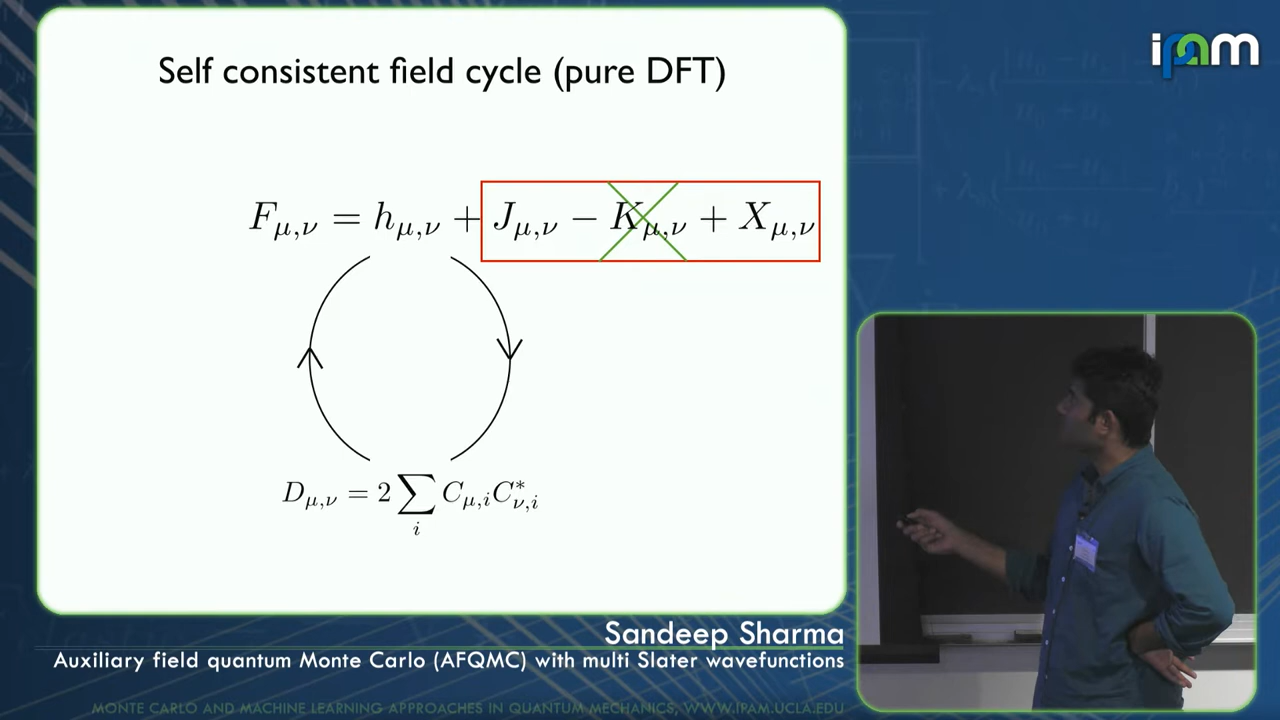 ipam
Self consistent field cycle (pure DFT)
F_{μ,ν} = h_{μ,ν} + J_{μ,ν} − K_{μ,ν} + X_{μ,ν}
D_{μ,ν} = 2 ∑_i C_{μ,i} C^*_{ν,i}
Sandeep Sharma
Auxiliary field quantum Monte Carlo (AFQMC) with multi Slater wavefunctions
MONTE CARLO AND MACHINE LEARNING APPROACHES IN QUANTUM MECHANICS, WWW.IPAM.UCLA.EDU